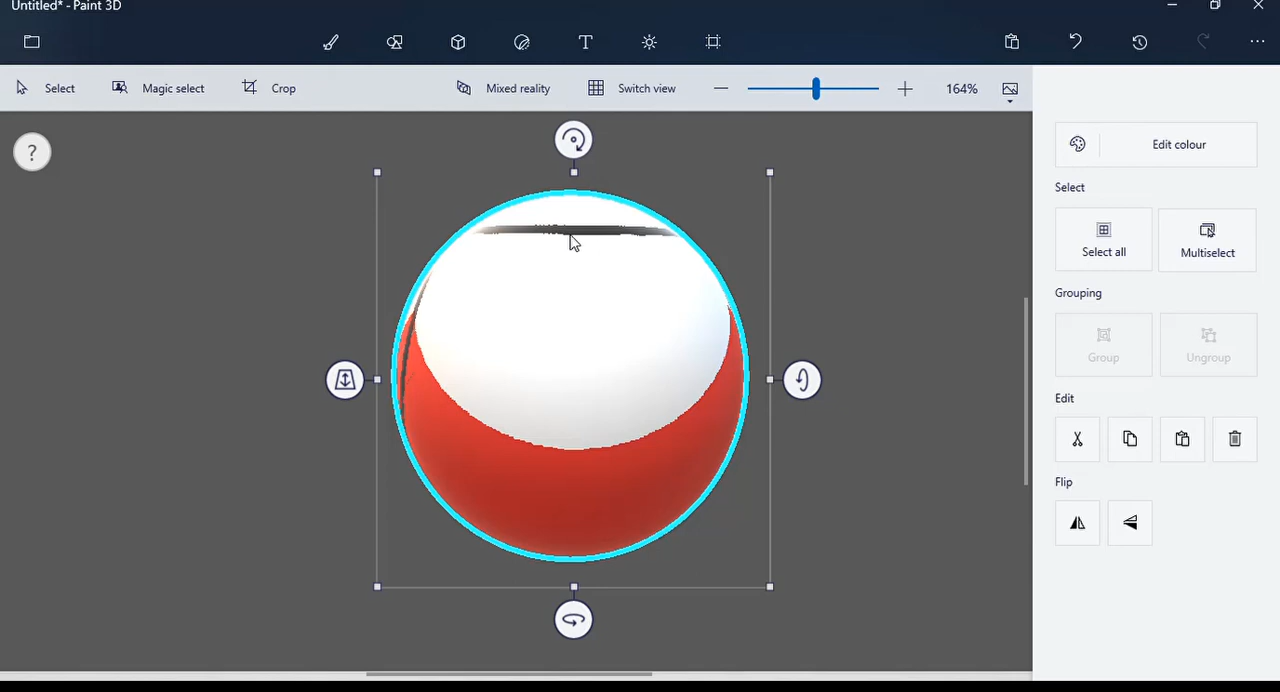 Untitled* - Paint 3D
Select
Magic select
Crop
Mixed reality
Switch view
164%
?
Edit colour
Select
Select all
Multiselect
Grouping
Group
Ungroup
Edit
Flip